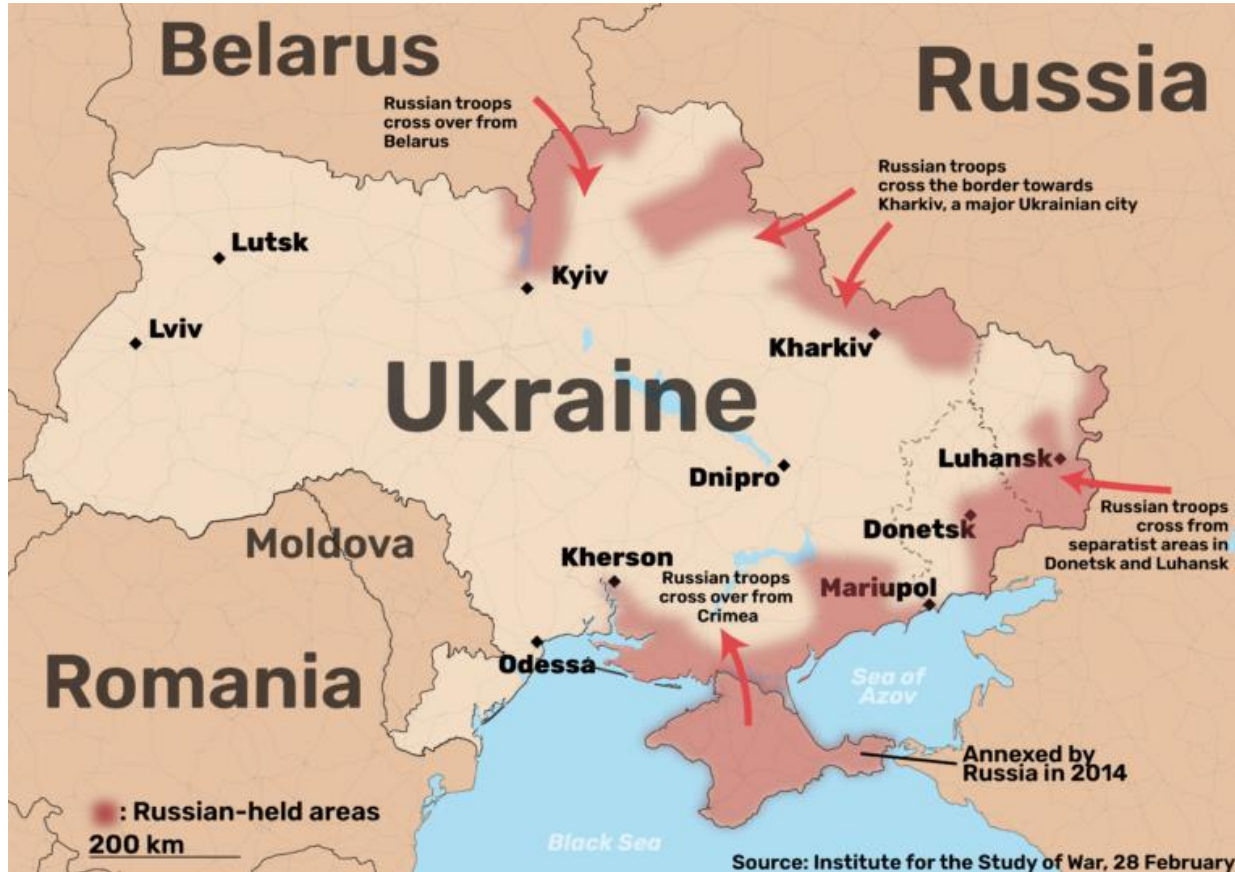 Belarus
Russia
Russian troops
cross over from
Belarus
Russian troops
cross the border towards
Kharkiv, a major Ukrainian city
Lutsk
Kyiv
Lviv
Kharkiv
Ukraine
Luhansk
Dnipro
Russian troops
cross from
separatist areas in
Donetsk and Luhansk
Donetsk
Moldova
Kherson
Russian troops
cross over from
Crimea
Mariupol
Odessa
Romania
Sea of
Azov
Annexed by
Russia in 2014
: Russian-held areas
200 km
Black Sea
Source: Institute for the Study of War, 28 February